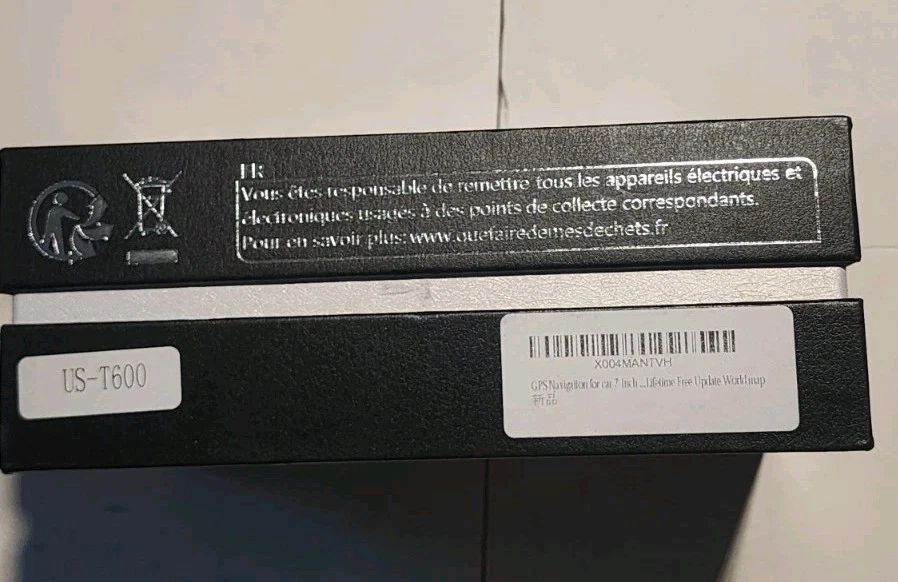 FR:
Vous êtes responsable de remettre tous les appareils électriques et
électroniques usagés à des points de collecte correspondants.
Pour en savoir plus: www.quefairedemesdechets.fr
US-T600
X004MANTVH
GPS Navigation for car 7 Inch ...Lifetime Free Update World map
新品